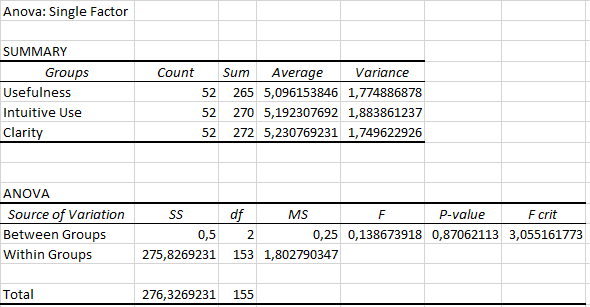 Anova: Single Factor
SUMMARY
Groups Count Sum Average Variance
Usefulness 52 265 5,096153846 1,774886878
Intuitive Use 52 270 5,192307692 1,883861237
Clarity 52 272 5,230769231 1,749622926
ANOVA
Source of Variation SS df MS F P-value F crit
Between Groups 0,5 2 0,25 0,138673918 0,87062113 3,055161773
Within Groups 275,8269231 153 1,802790347
Total 276,3269231 155